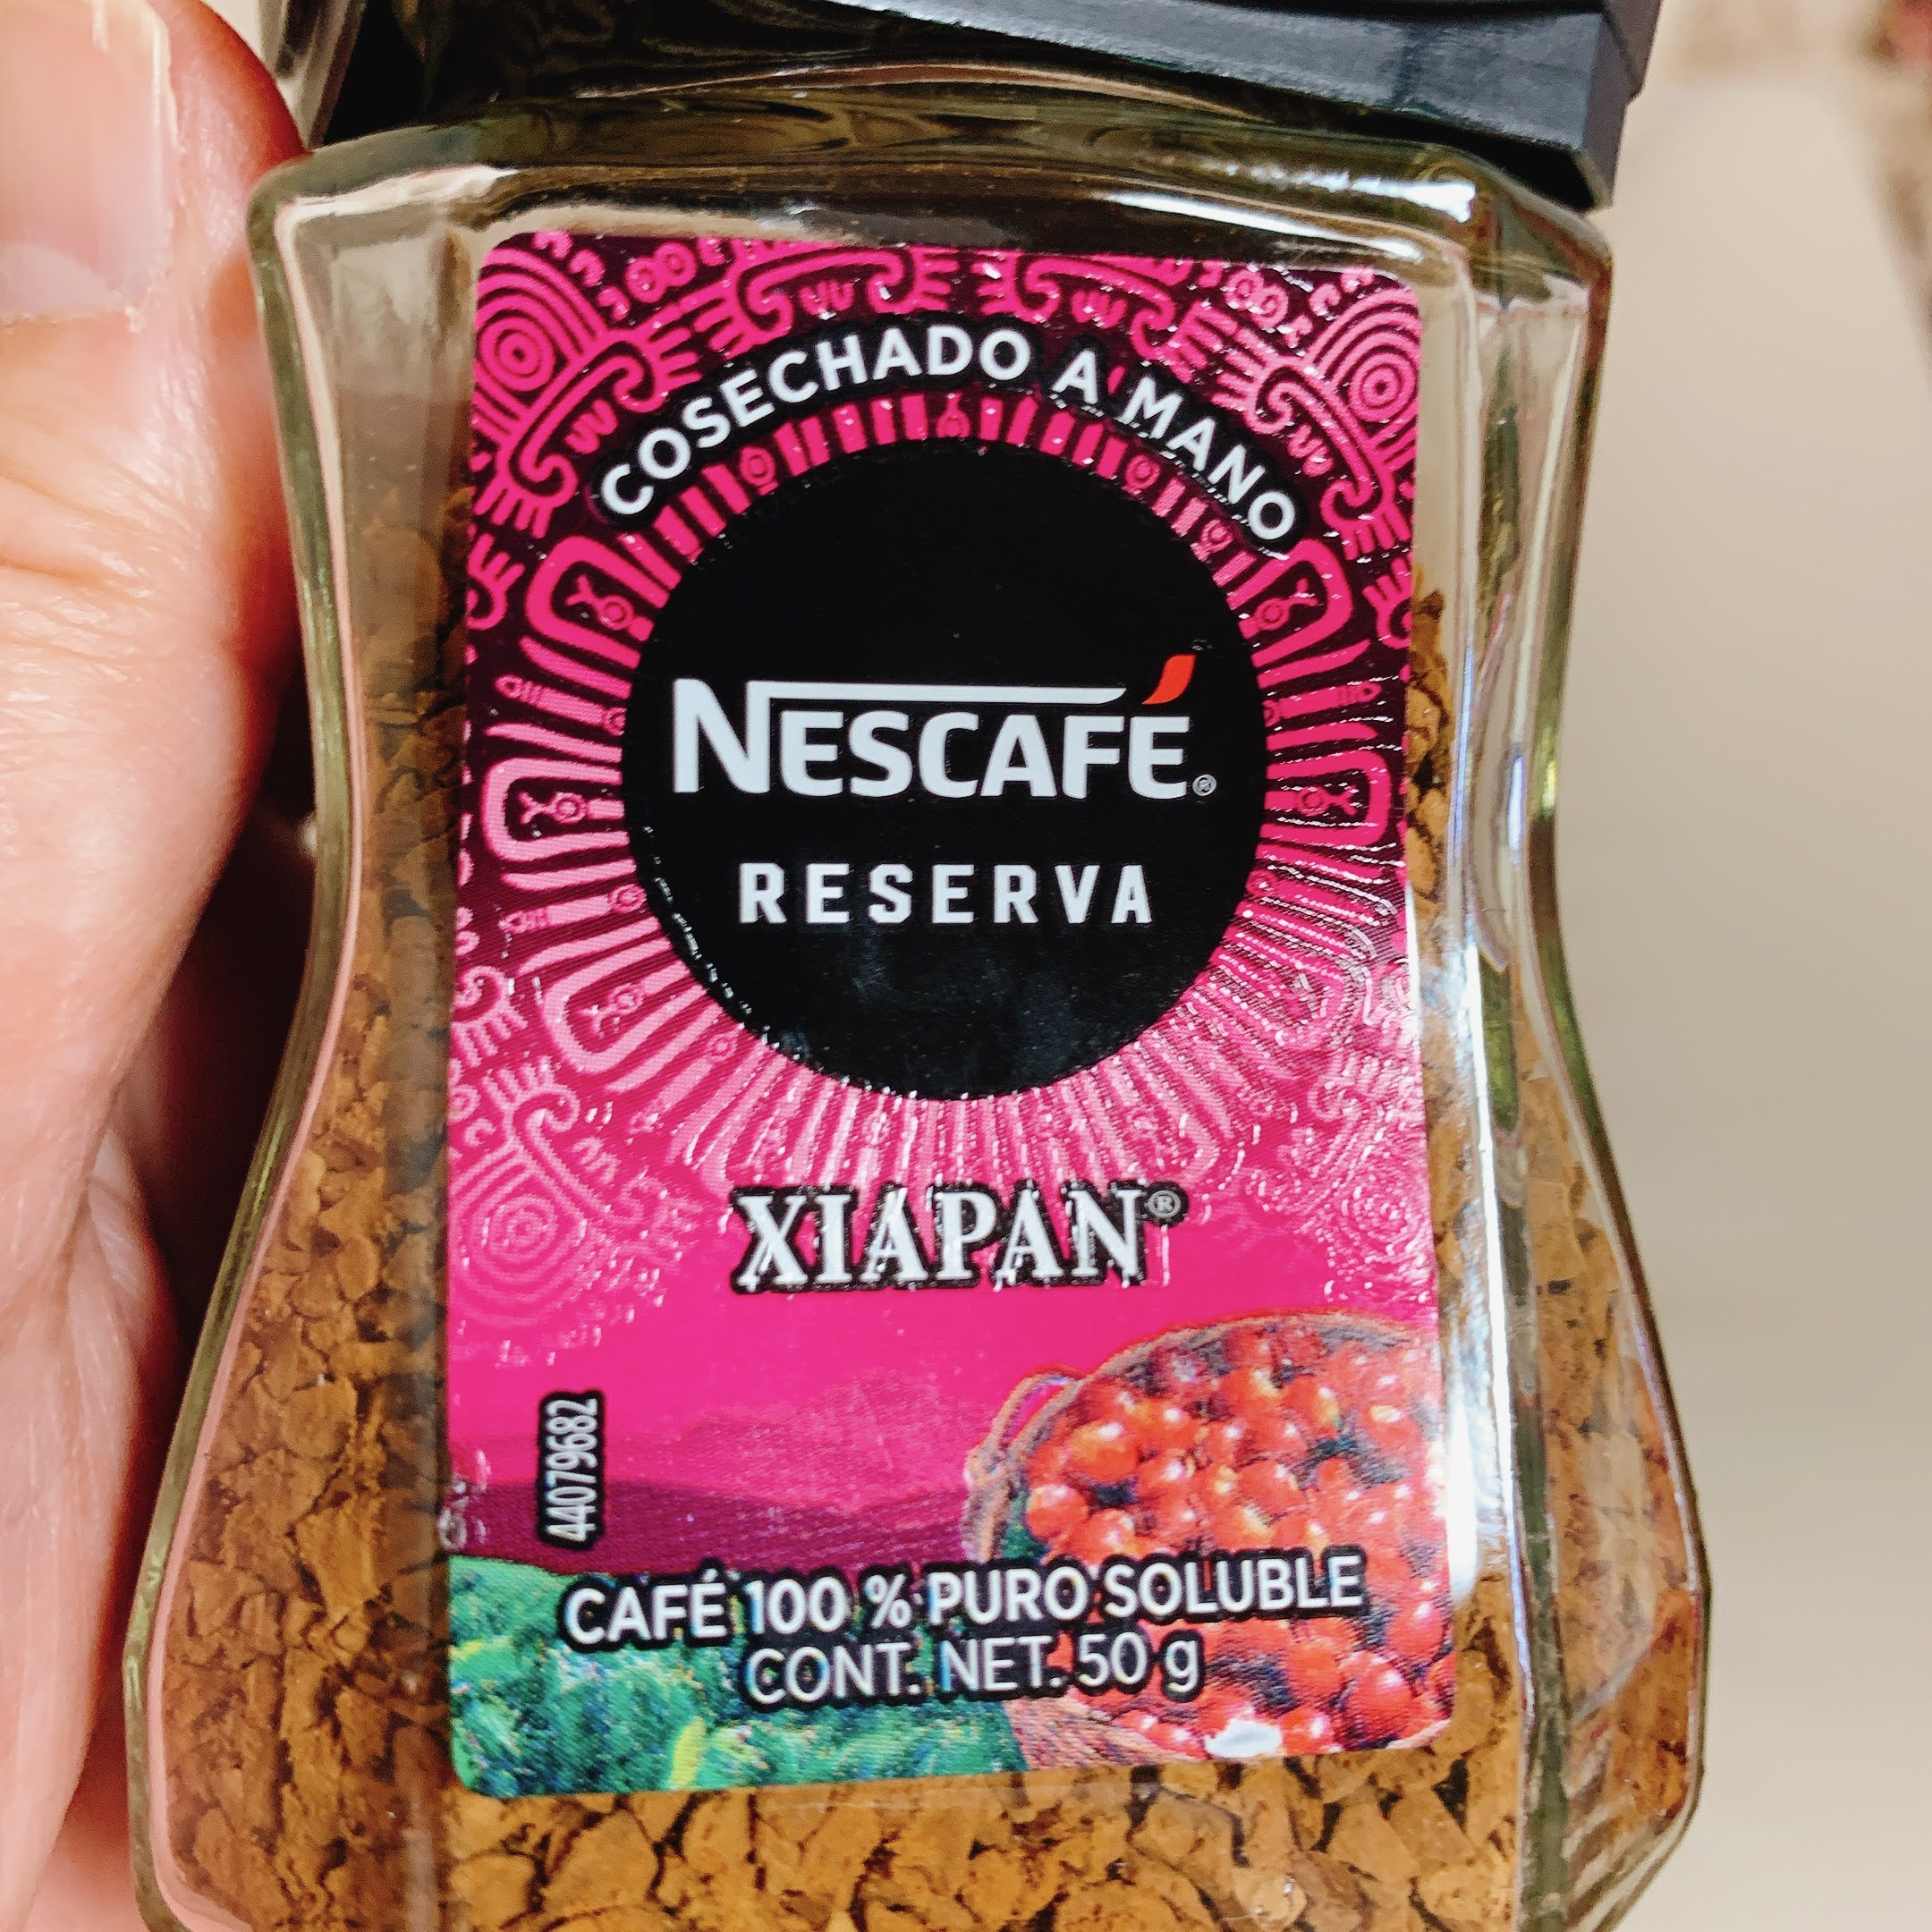 COSECHADO A MANO
NESCAFÉ®
RESERVA
XIAPAN®
44079682
CAFÉ 100 % PURO SOLUBLE
CONT. NET. 50 g